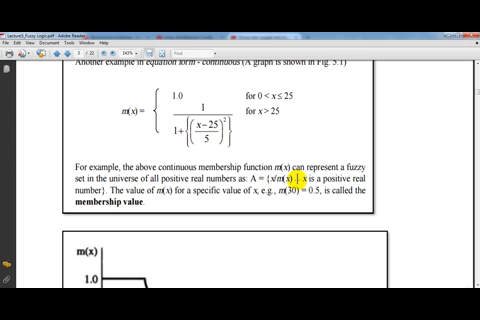 Lecture5_Fuzzy Logic.pdf - Adobe Reader
File Edit View Document Tools Window Help
3 / 22 143% Find
Another example in equation form - continuous (A graph is shown in Fig. 5.1)
1.0 for 0 < x ≤ 25
m(x) = { 1 / (1+{((x−25)/5)²}) for x > 25
For example, the above continuous membership function m(x) can represent a fuzzy
set in the universe of all positive real numbers as: A = {x/m(x) | x is a positive real
number}. The value of m(x) for a specific value of x, e.g., m(30) = 0.5, is called the
membership value.
m(x)
1.0